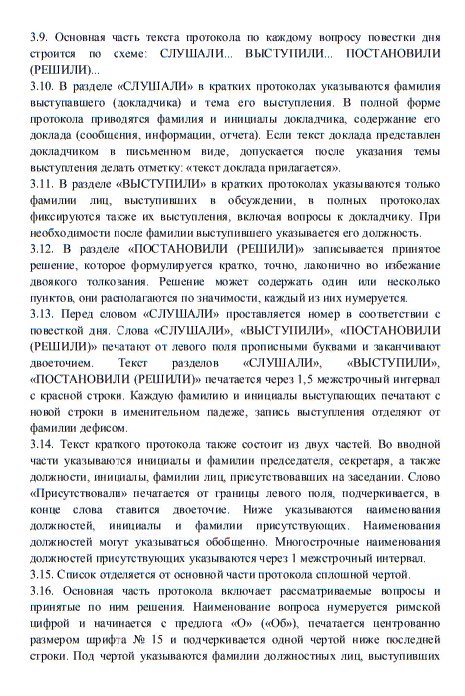 3.9. Основная часть текста протокола по каждому вопросу повестки дня
строится по схеме: СЛУШАЛИ... ВЫСТУПИЛИ... ПОСТАНОВИЛИ
(РЕШИЛИ)...
3.10. В разделе «СЛУШАЛИ» в кратких протоколах указываются фамилия
выступавшего (докладчика) и тема его выступления. В полной форме
протокола приводятся фамилия и инициалы докладчика, содержание его
доклада (сообщения, информации, отчета). Если текст доклада представлен
докладчиком в письменном виде, допускается после указания темы
выступления делать отметку: «текст доклада прилагается».
3.11. В разделе «ВЫСТУПИЛИ» в кратких протоколах указываются только
фамилии лиц, выступивших в обсуждении, в полных протоколах
фиксируются также их выступления, включая вопросы к докладчику. При
необходимости после фамилии выступившего указывается его должность.
3.12. В разделе «ПОСТАНОВИЛИ (РЕШИЛИ)» записывается принятое
решение, которое формулируется кратко, точно, лаконично во избежание
двоякого толкозания. Решение может содержать один или несколько
пунктов, они располагаются по значимости, каждый из них нумеруется.
3.13. Перед словом «СЛУШАЛИ» проставляется номер в соответствии с
повесткой дня. Слова «СЛУШАЛИ», «ВЫСТУПИЛИ», «ПОСТАНОВИЛИ
(РЕШИЛИ)» печатают от левого поля прописными буквами и заканчивают
двоеточием. Текст разделов «СЛУШАЛИ», «ВЫСТУПИЛИ»,
«ПОСТАНОВИЛИ (РЕШИЛИ)» печатается через 1,5 межстрочный интервал
с красной строки. Каждую фамилию и инициалы выступающих печатают с
новой строки в именительном падеже, запись выступления отделяют от
фамилии дефисом.
3.14. Текст краткого протокола также состоит из двух частей. Во вводной
части указываются инициалы и фамилии председателя, секретаря, а также
должности, инициалы, фамилии лиц, присутствовавших на заседании. Слово
«Присутствовали» печатается от границы левого поля, подчеркивается, в
конце слова ставится двоеточие. Ниже указываются наименования
должностей, инициалы и фамилии присутствующих. Наименования
должностей могут указываться обобщенно. Многострочные наименования
должностей присутствующих указываются через 1 межстрочный интервал.
3.15. Список отделяется от основной части протокола сплошной чертой.
3.16. Основная часть протокола включает рассматриваемые вопросы и
принятые по ним решения. Наименование вопроса нумеруется римской
цифрой и начинается с предлога «О» («Об»), печатается центрованно
размером шрифта № 15 и подчеркивается одной чертой ниже последней
строки. Под чертой указываются фамилии должностных лиц, выступивших